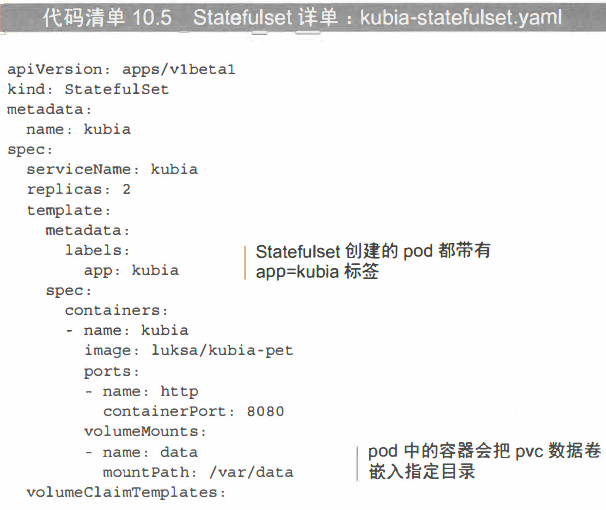 代码清单 10.5 Statefulset 详单：kubia-statefulset.yaml
apiVersion: apps/v1beta1
kind: StatefulSet
metadata:
  name: kubia
spec:
  serviceName: kubia
  replicas: 2
  template:
    metadata:
      labels:
        app: kubia
    spec:
      containers:
      - name: kubia
        image: luksa/kubia-pet
        ports:
        - name: http
          containerPort: 8080
        volumeMounts:
        - name: data
          mountPath: /var/data
  volumeClaimTemplates:
Statefulset 创建的 pod 都带有
app=kubia 标签
pod 中的容器会把 pvc 数据卷
嵌入指定目录